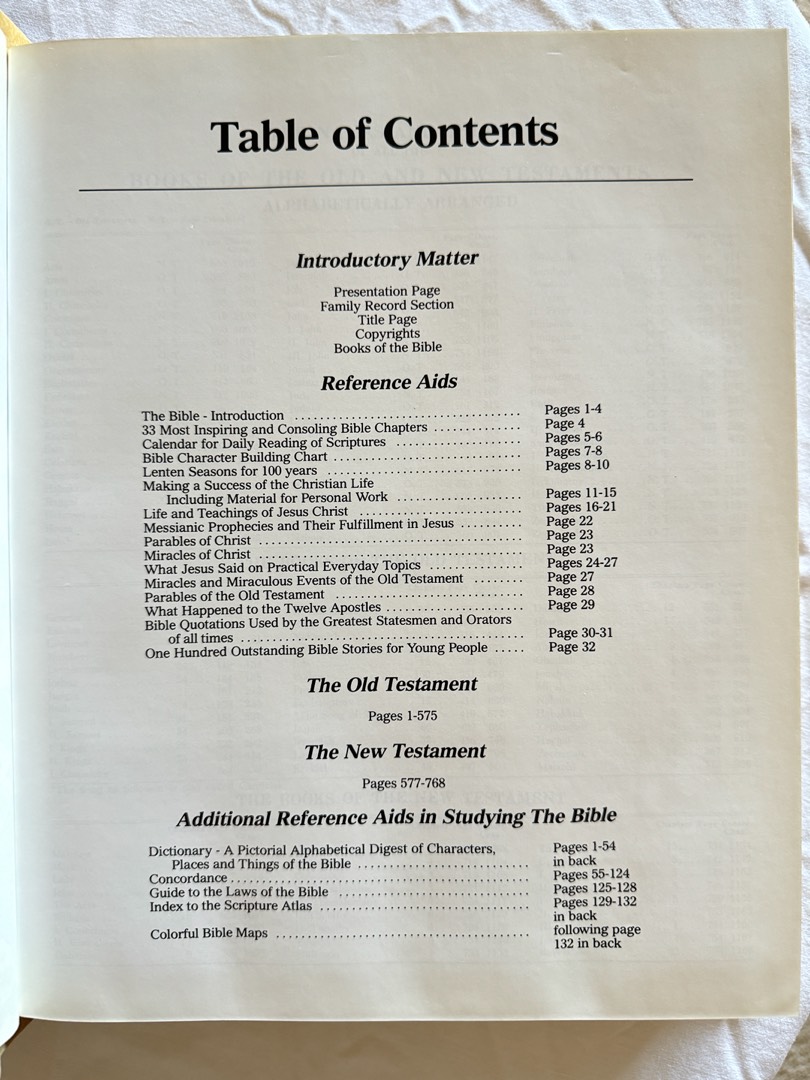 Table of Contents
Introductory Matter
Presentation Page
Family Record Section
Title Page
Copyrights
Books of the Bible
Reference Aids
The Bible - Introduction .................................. Pages 1-4
33 Most Inspiring and Consoling Bible Chapters ............. Page 4
Calendar for Daily Reading of Scriptures ................... Pages 5-6
Bible Character Building Chart ............................. Pages 7-8
Lenten Seasons for 100 years ............................... Pages 8-10
Making a Success of the Christian Life
Including Material for Personal Work ................... Pages 11-15
Life and Teachings of Jesus Christ ......................... Pages 16-21
Messianic Prophecies and Their Fulfillment in Jesus .......... Page 22
Parables of Christ ........................................ Page 23
Miracles of Christ ........................................ Page 23
What Jesus Said on Practical Everyday Topics ............... Pages 24-27
Miracles and Miraculous Events of the Old Testament ........ Page 27
Parables of the Old Testament .............................. Page 28
What Happened to the Twelve Apostles ...................... Page 29
Bible Quotations Used by the Greatest Statesmen and Orators
of all times .......................................... Page 30-31
One Hundred Outstanding Bible Stories for Young People ..... Page 32
The Old Testament
Pages 1-575
The New Testament
Pages 577-768
Additional Reference Aids in Studying The Bible
Dictionary - A Pictorial Alphabetical Digest of Characters, Pages 1-54
Places and Things of the Bible .......................... in back
Concordance ............................................. Pages 55-124
Guide to the Laws of the Bible ............................ Pages 125-128
Index to the Scripture Atlas ............................... Pages 129-132
in back
Colorful Bible Maps ...................................... following page
132 in back